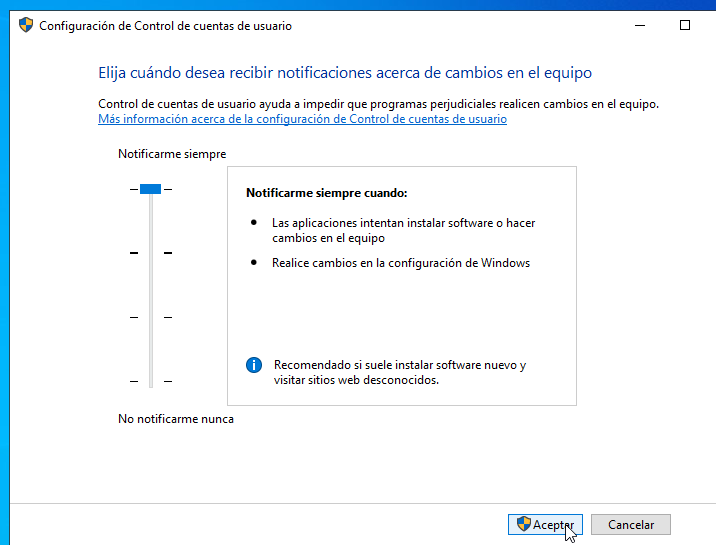 Configuración de Control de cuentas de usuario
Elija cuándo desea recibir notificaciones acerca de cambios en el equipo
Control de cuentas de usuario ayuda a impedir que programas perjudiciales realicen cambios en el equipo.
Más información acerca de la configuración de Control de cuentas de usuario
Notificarme siempre
Notificarme siempre cuando:
Las aplicaciones intentan instalar software o hacer
cambios en el equipo
Realice cambios en la configuración de Windows
Recomendado si suele instalar software nuevo y
visitar sitios web desconocidos.
No notificarme nunca
Aceptar
Cancelar